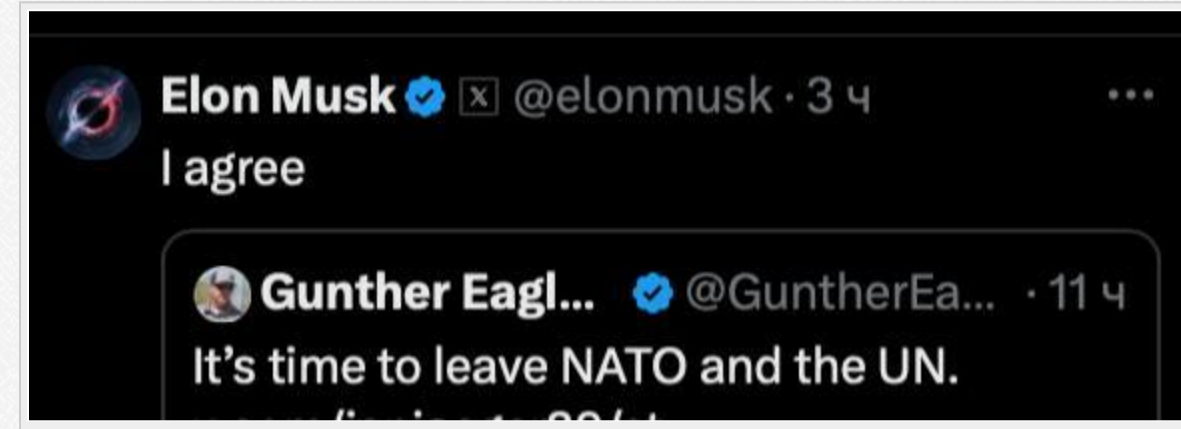 Elon Musk X @elonmusk · 3 ч
I agree
Gunther Eagl... @GuntherEa... · 11 ч
It's time to leave NATO and the UN.